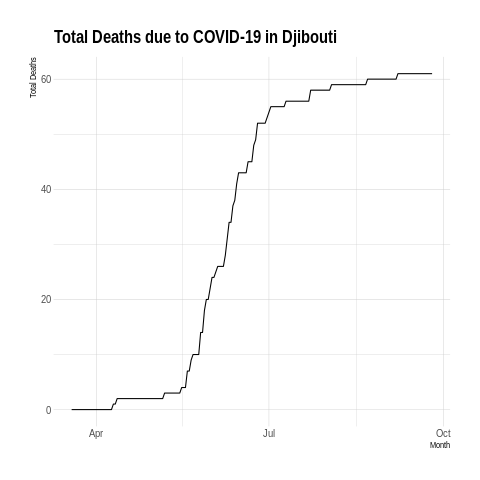 Total Deaths due to COVID-19 in Djibouti
Total Deaths
60
40
20
0
Apr
Jul
Oct
Month